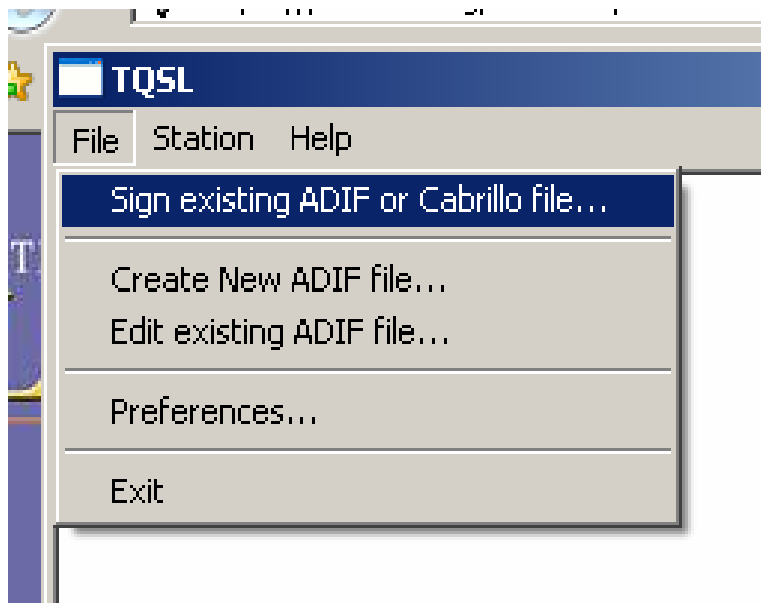 TQSL
File Station Help
Sign existing ADIF or Cabrillo file...
Create New ADIF file...
Edit existing ADIF file...
Preferences...
Exit